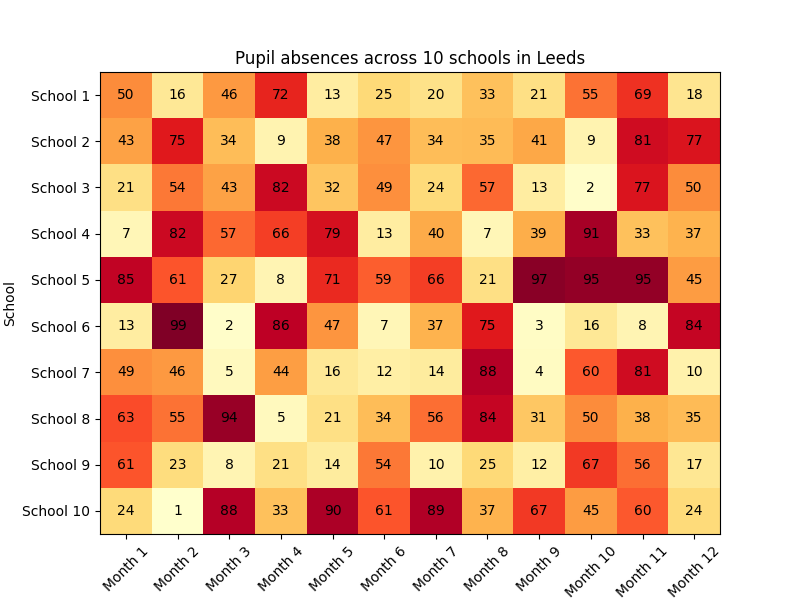 Pupil absences across 10 schools in Leeds
School
School 1 50 16 46 72 13 25 20 33 21 55 69 18
School 2 43 75 34 9 38 47 34 35 41 9 81 77
School 3 21 54 43 82 32 49 24 57 13 2 77 50
School 4 7 82 57 66 79 13 40 7 39 91 33 37
School 5 85 61 27 8 71 59 66 21 97 95 95 45
School 6 13 99 2 86 47 7 37 75 3 16 8 84
School 7 49 46 5 44 16 12 14 88 4 60 81 10
School 8 63 55 94 5 21 34 56 84 31 50 38 35
School 9 61 23 8 21 14 54 10 25 12 67 56 17
School 10 24 1 88 33 90 61 89 37 67 45 60 24
Month 1 Month 2 Month 3 Month 4 Month 5 Month 6 Month 7 Month 8 Month 9 Month 10 Month 11 Month 12